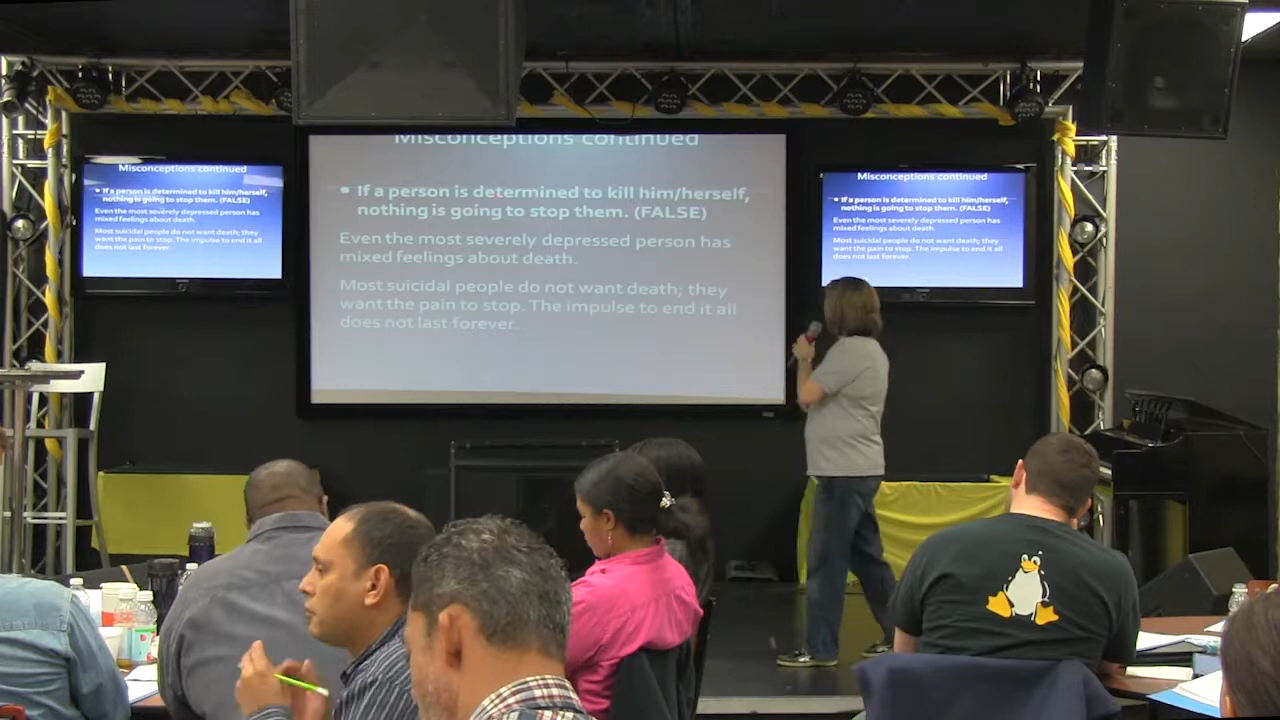 Misconceptions continued
• If a person is determined to kill him/herself,
nothing is going to stop them. (FALSE)
Even the most severely depressed person has
mixed feelings about death.
Most suicidal people do not want death; they
want the pain to stop. The impulse to end it all
does not last forever.
Misconceptions continued
• If a person is determined to kill him/herself,
nothing is going to stop them. (FALSE)
Even the most severely depressed person has
mixed feelings about death.
Most suicidal people do not want death; they
want the pain to stop. The impulse to end it all
does not last forever.
Misconceptions continued
• If a person is determined to kill him/herself,
nothing is going to stop them. (FALSE)
Even the most severely depressed person has
mixed feelings about death.
Most suicidal people do not want death; they
want the pain to stop. The impulse to end it all
does not last forever.